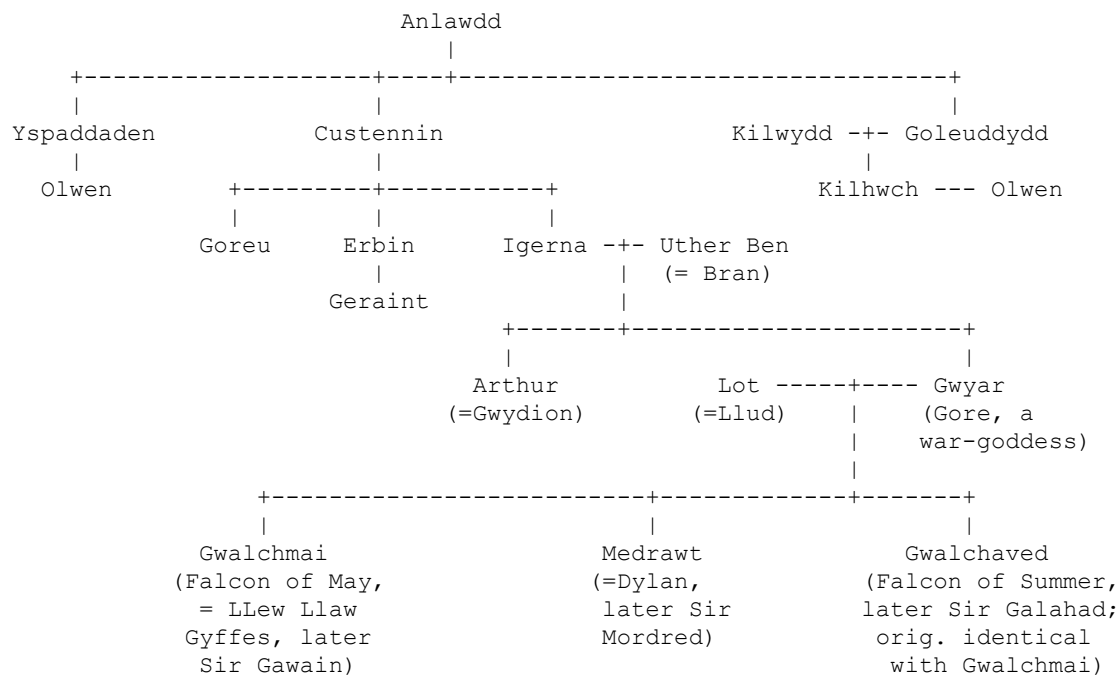 Anlawdd
|
+--------------------+----+----------------------------------+
| | |
Yspaddaden Custennin Kilwydd -+- Goleuddydd
| | |
Olwen +---------+-----------+ Kilhwch --- Olwen
| | |
Goreu Erbin Igerna -+- Uther Ben
| | (= Bran)
Geraint |
+-------+-----------------------+
| |
Arthur Lot -----+---- Gwyar
(=Gwydion) (=Llud) | (Gore, a
| war-goddess)
|
+--------------------------+-------------+-------+
| | |
Gwalchmai Medrawt Gwalchaved
(Falcon of May, (=Dylan, (Falcon of Summer,
= LLew Llaw later Sir later Sir Galahad;
Gyffes, later Mordred) orig. identical
Sir Gawain) with Gwalchmai)